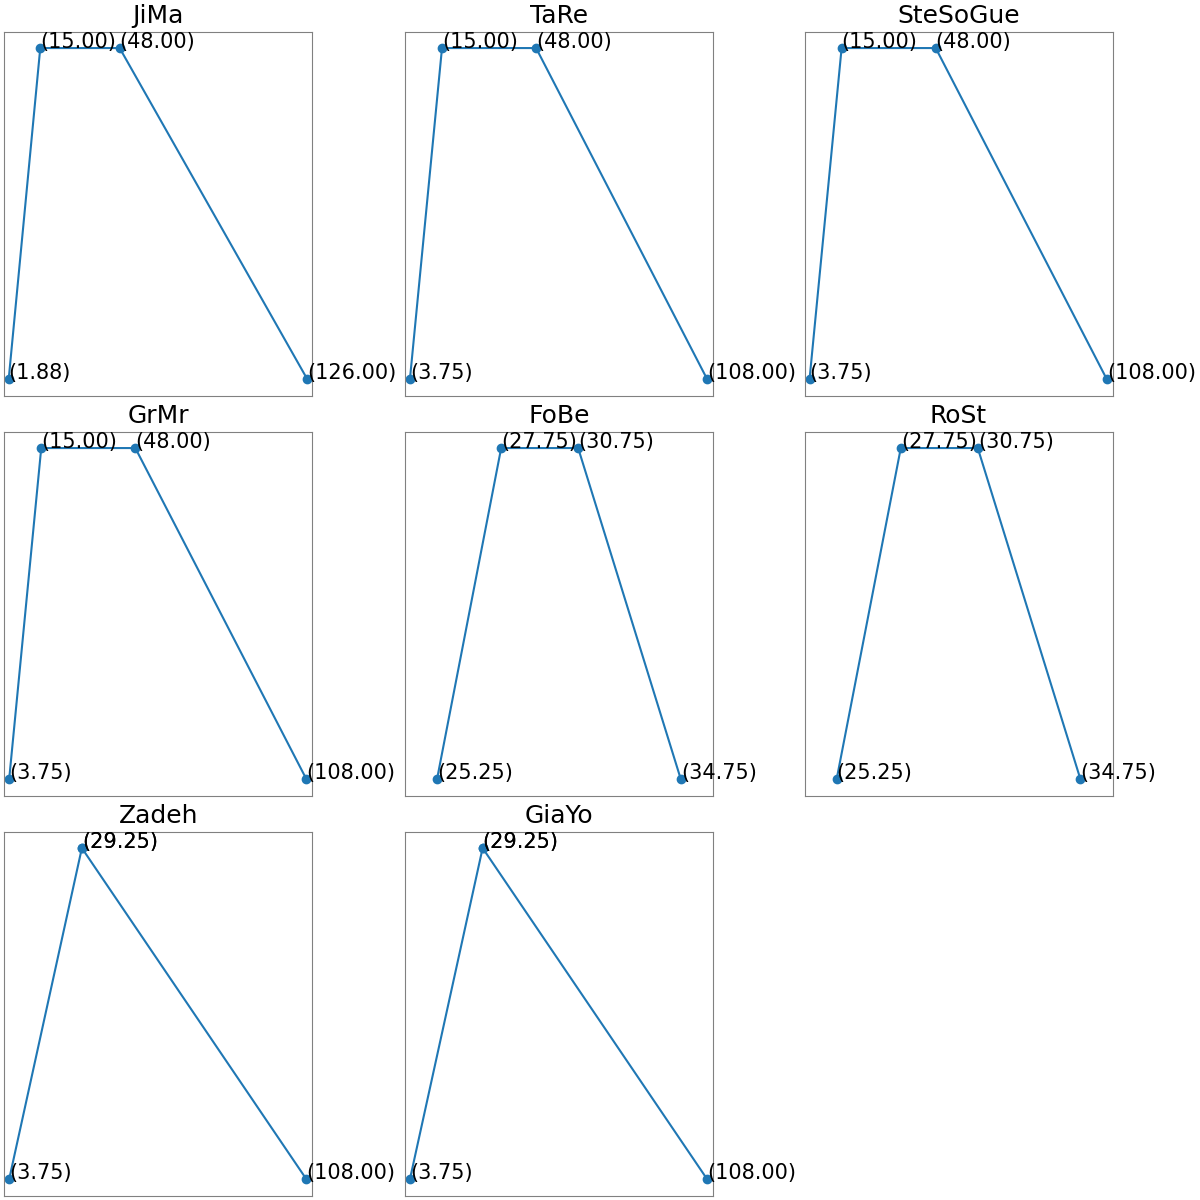 JiMa
TaRe
SteSoGue
(15.00) (48.00)
(15.00) (48.00)
(15.00) (48.00)
(1.88) (126.00)
(3.75) (108.00)
(3.75) (108.00)
GrMr
FoBe
RoSt
(15.00) (48.00)
(27.75) (30.75)
(27.75) (30.75)
(3.75) (108.00)
(25.25) (34.75)
(25.25) (34.75)
Zadeh
GiaYo
(29.25)
(29.25)
(3.75) (108.00)
(3.75) (108.00)